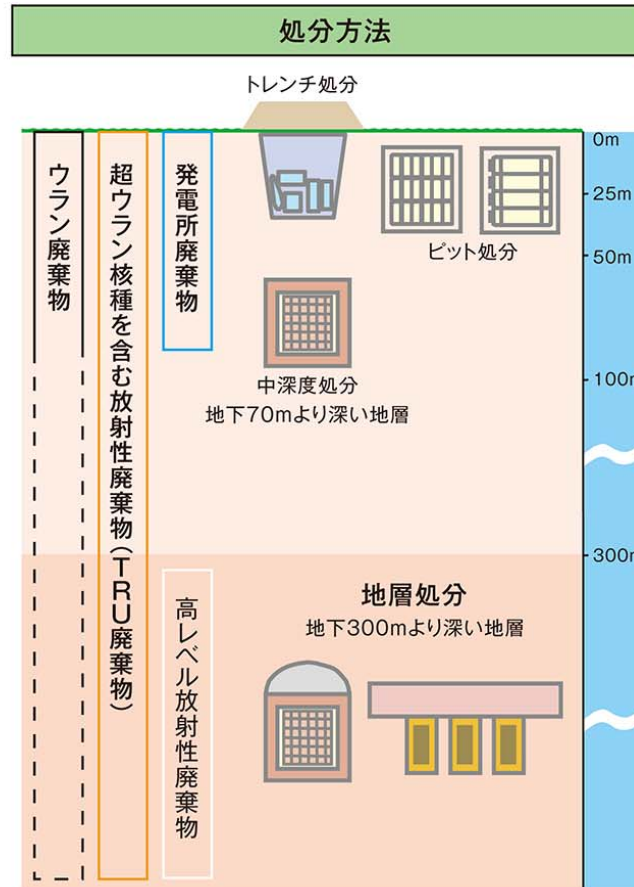 処分方法
トレンチ処分
0m
25m
50m
100m
300m
ウラン廃棄物
超ウラン核種を含む放射性廃棄物(TRU廃棄物)
発電所廃棄物
ピット処分
中深度処分
地下70mより深い地層
高レベル放射性廃棄物
地層処分
地下300mより深い地層